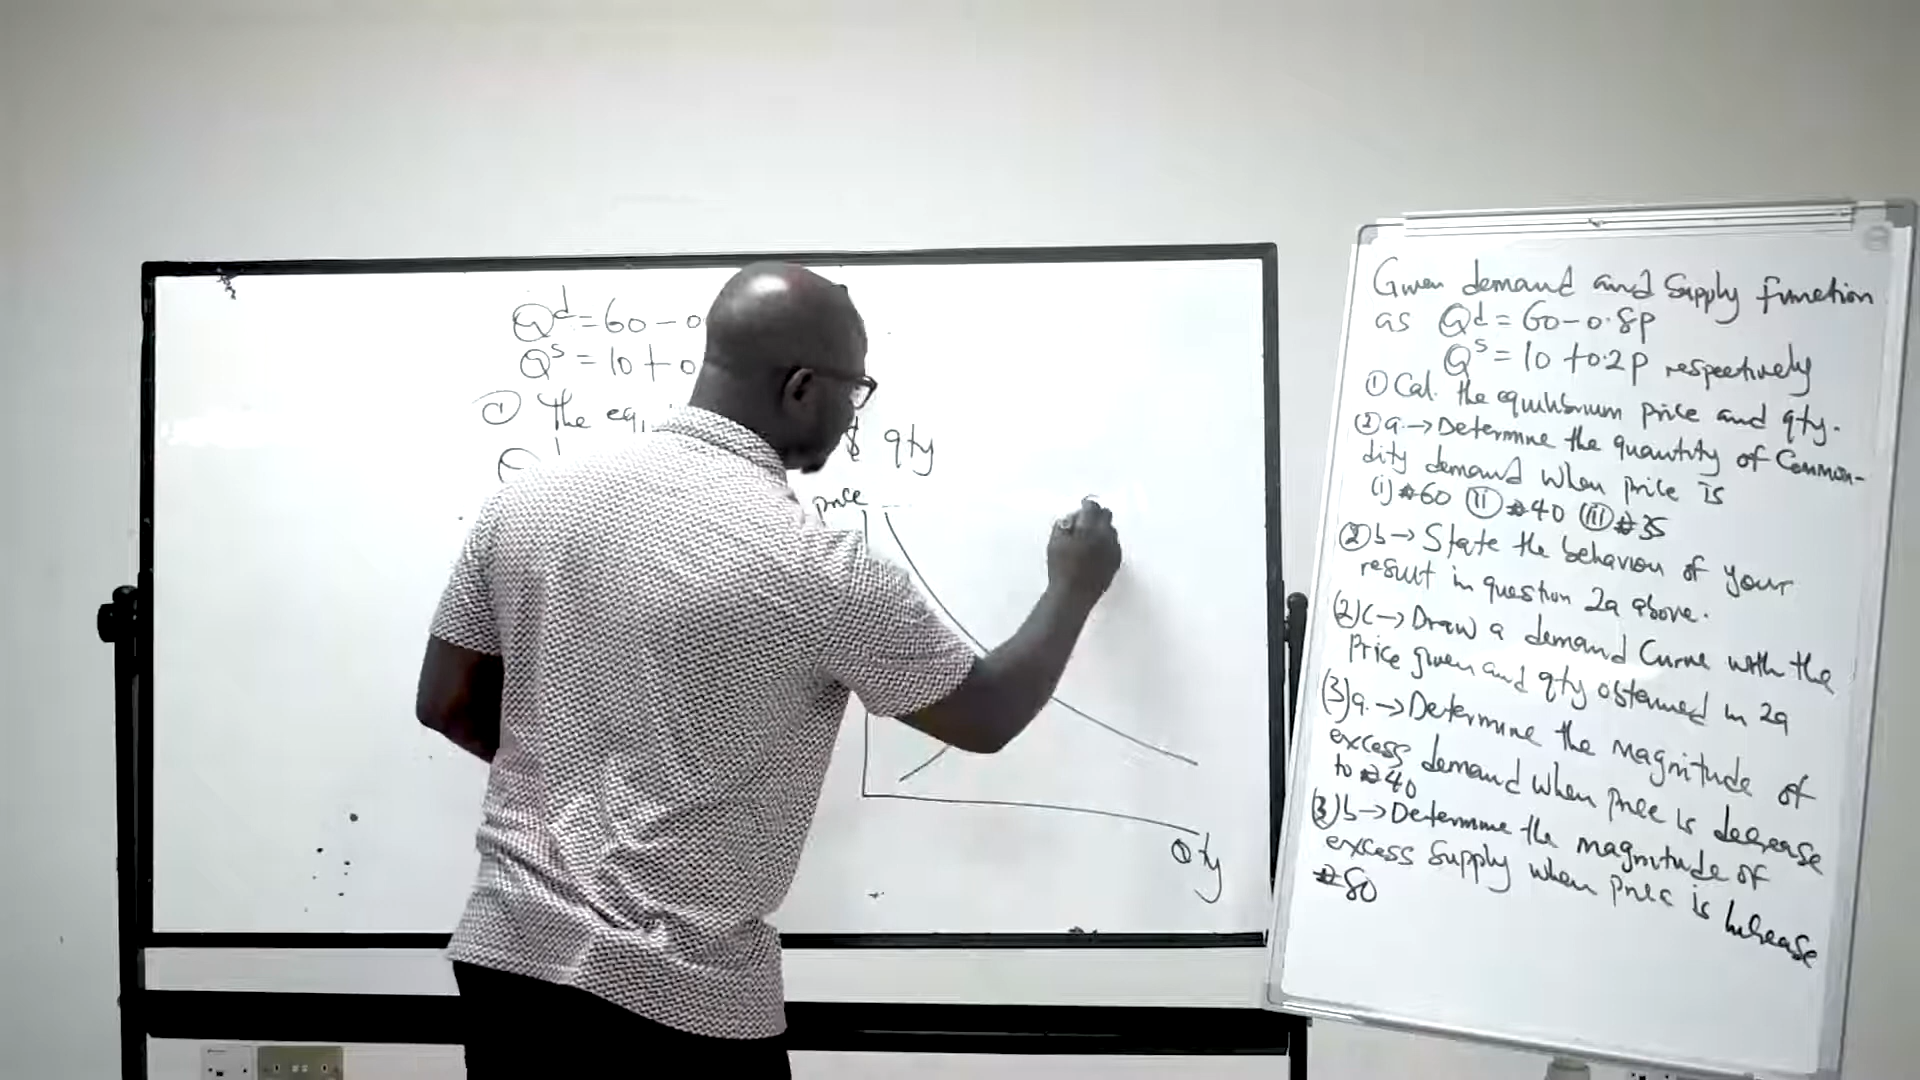 Qd = 60 - 0
Qs = 10 + 0
① The eq
$ qty
Q
price
Qty
Given demand and Supply function
as Qd = 60 - 0.8p
Qs = 10 + 0.2p respectively
① Cal. the equilibrium price and qty.
(2) a. → Determine the quantity of Commo-
dity demand when price is
(i) ₦60 (ii) ₦40 (iii) ₦35
(2) b → State the behaviou of your
result in question 2a above.
(2) c → Draw a demand Curve with the
Price given and qty obtained in 2a
(3) a. → Determine the magnitude of
excess demand when price is decrease
to ₦40
(3) b → Determine the magnitude of
excess Supply when price is increase
₦80